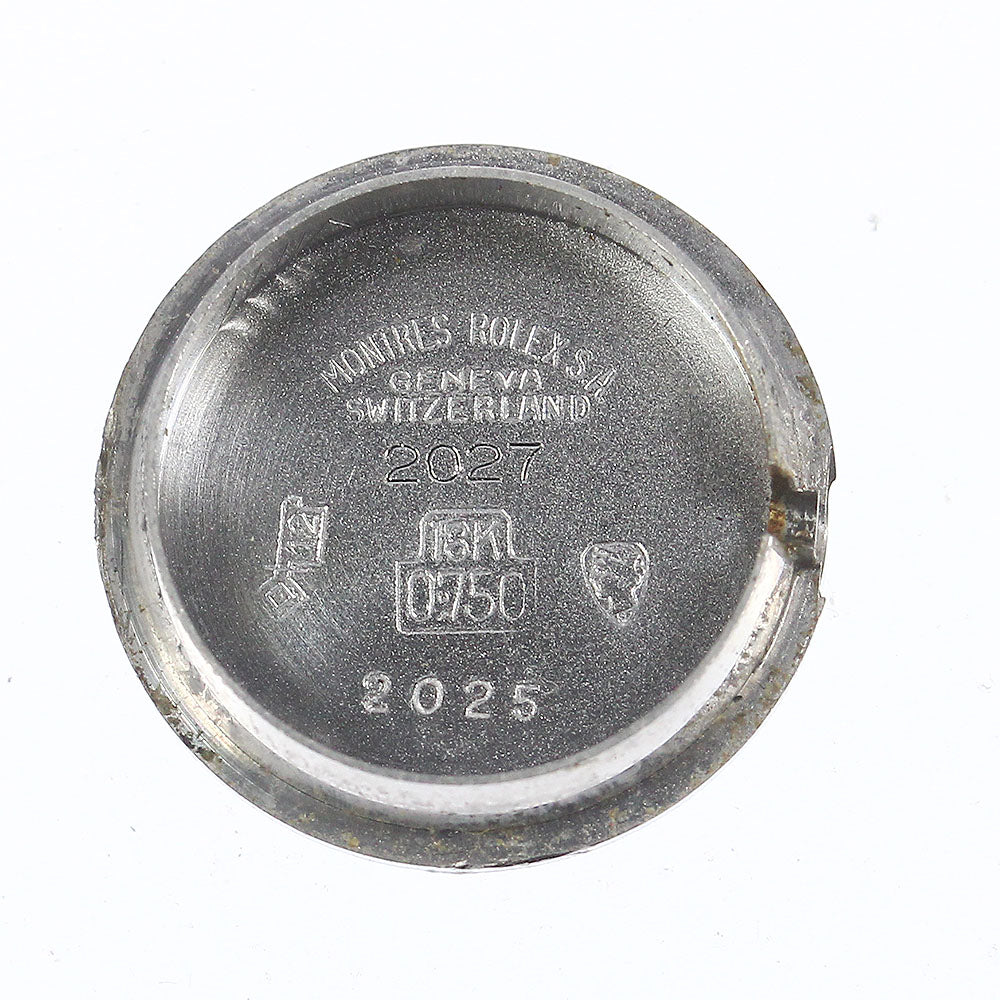 MONTRES ROLEX S.A
GENEVA
SWITZERLAND
2027
18K
0.750
2025